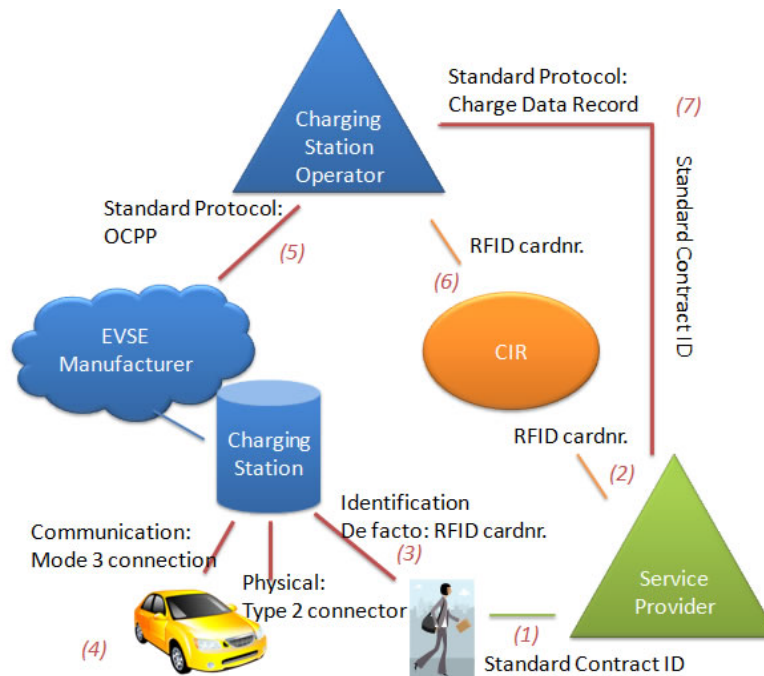 Standard Protocol:
Charge Data Record
(7)
Charging
Station
Operator
Standard Contract ID
Standard Protocol:
OCPP
(5)
RFID cardnr.
(6)
EVSE
Manufacturer
CIR
RFID cardnr.
(2)
Charging
Station
Identification
De facto: RFID cardnr.
(3)
Communication:
Mode 3 connection
Physical:
Type 2 connector
(4)
Service
Provider
(1)
Standard Contract ID